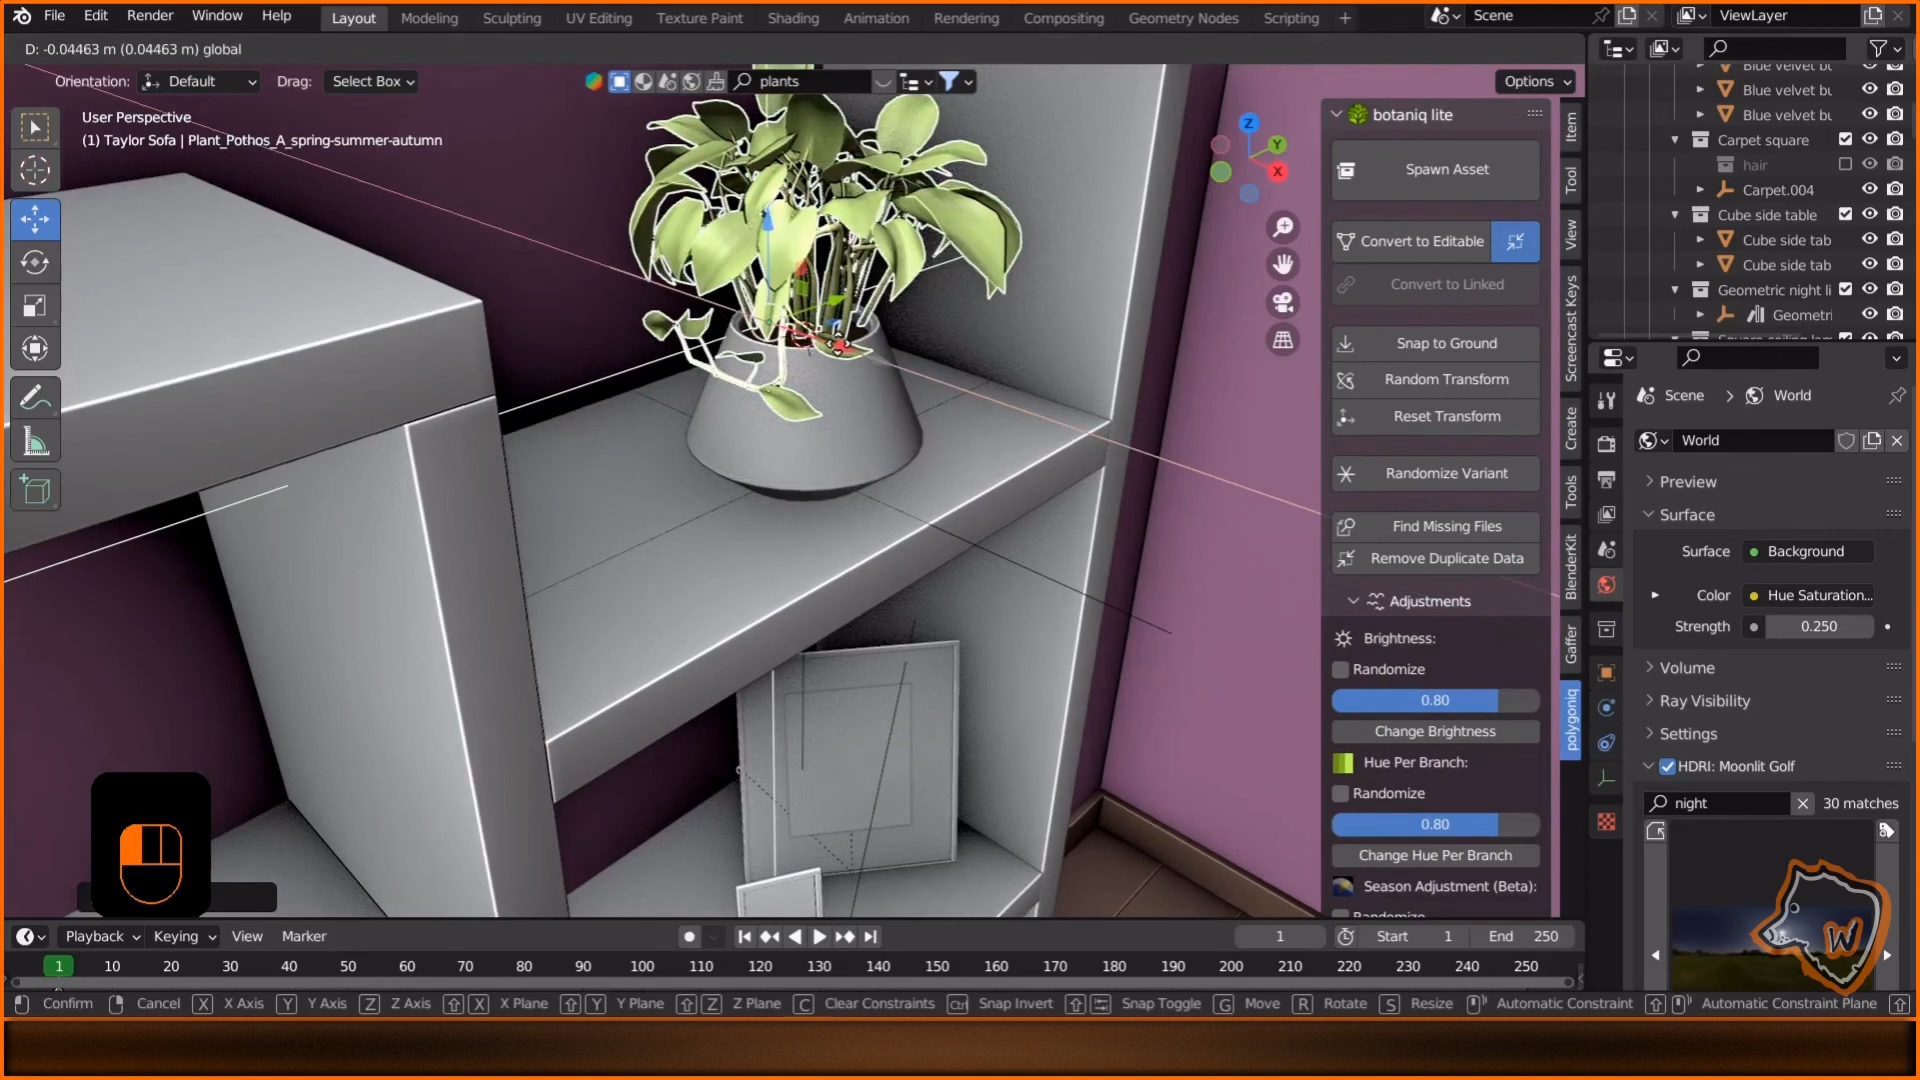 File Edit Render Window Help Layout Modeling Sculpting UV Editing Texture Paint Shading Animation Rendering Compositing Geometry Nodes Scripting + Scene ViewLayer
D: -0.04463 m (0.04463 m) global
Orientation: Default Drag: Select Box plants Options
User Perspective
(1) Taylor Sofa | Plant_Pothos_A_spring-summer-autumn
Z
Y
X
botaniq lite
Spawn Asset
Convert to Editable
Convert to Linked
Snap to Ground
Random Transform
Reset Transform
Randomize Variant
Find Missing Files
Remove Duplicate Data
Adjustments
Brightness:
Randomize
0.80
Change Brightness
Hue Per Branch:
Randomize
0.80
Change Hue Per Branch
Season Adjustment (Beta):
Randomize
Item
Tool
View
Screencast Keys
Create
Tools
BlenderKit
Gaffer
polygoniq
Blue velvet bu
Blue velvet bu
Blue velvet bu
Carpet square
hair
Carpet.004
Cube side table
Cube side tab
Cube side tab
Geometric night li
Geometri
Square ceiling lam
Scene > World
World
Preview
Surface
Surface Background
Color Hue Saturation...
Strength 0.250
Volume
Ray Visibility
Settings
HDRI: Moonlit Golf
night 30 matches
W
Playback Keying View Marker 1 Start 1 End 250
1 10 20 30 40 50 60 70 80 90 100 110 120 130 140 150 160 170 180 190 200 210 220 230 240 250
Confirm Cancel X X Axis Y Y Axis Z Z Axis X X Plane Y Y Plane Z Z Plane C Clear Constraints Ctrl Snap Invert Snap Toggle G Move R Rotate S Resize Automatic Constraint Automatic Constraint Plane